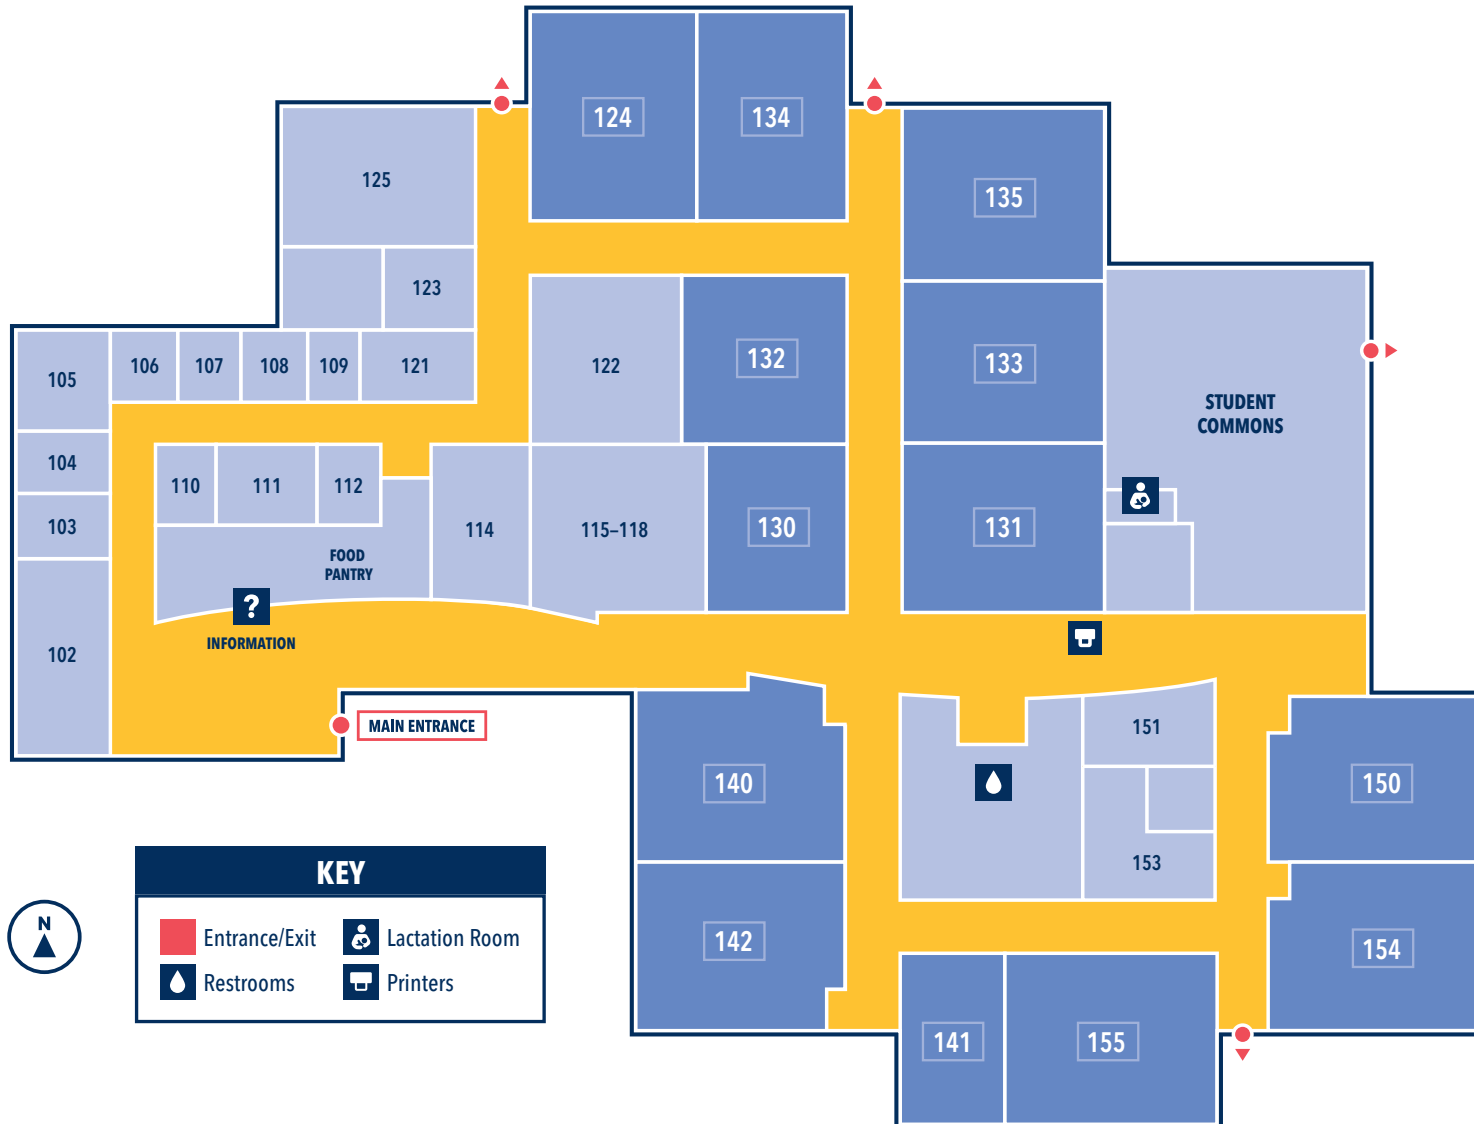 124
134
125
135
123
122
132
133
105
106
107
108
109
121
STUDENT
COMMONS
104
110
111
112
103
114
115–118
130
131
FOOD
PANTRY
?
INFORMATION
102
MAIN ENTRANCE
151
140
150
153
142
154
141
155
KEY
Entrance/Exit
Lactation Room
Restrooms
Printers
N